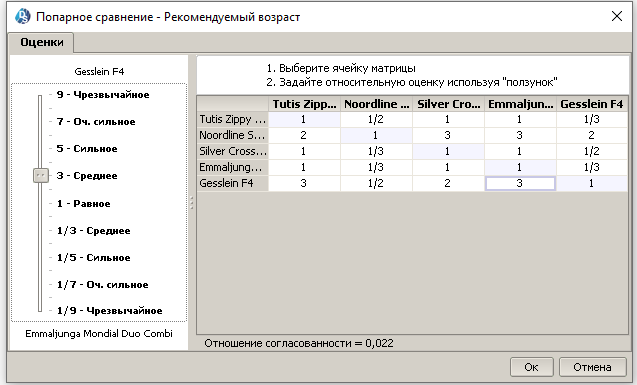 Попарное сравнение - Рекомендуемый возраст
Оценки
Gesslein F4
9 - Чрезвычайное
7 - Оч. сильное
5 - Сильное
3 - Среднее
1 - Равное
1/3 - Среднее
1/5 - Сильное
1/7 - Оч. сильное
1/9 - Чрезвычайное
Emmaljunga Mondial Duo Combi
1. Выберите ячейку матрицы
2. Задайте относительную оценку используя "ползунок"
Tutis Zipp... Noordline ... Silver Cro... Emmaljun... Gesslein F4
Tutis Zippy ... 1 1/2 1 1 1/3
Noordline S... 2 1 3 3 2
Silver Cross... 1 1/3 1 1 1/2
Emmaljung... 1 1/3 1 1 1/3
Gesslein F4 3 1/2 2 3 1
Отношение согласованности = 0,022
Ок Отмена